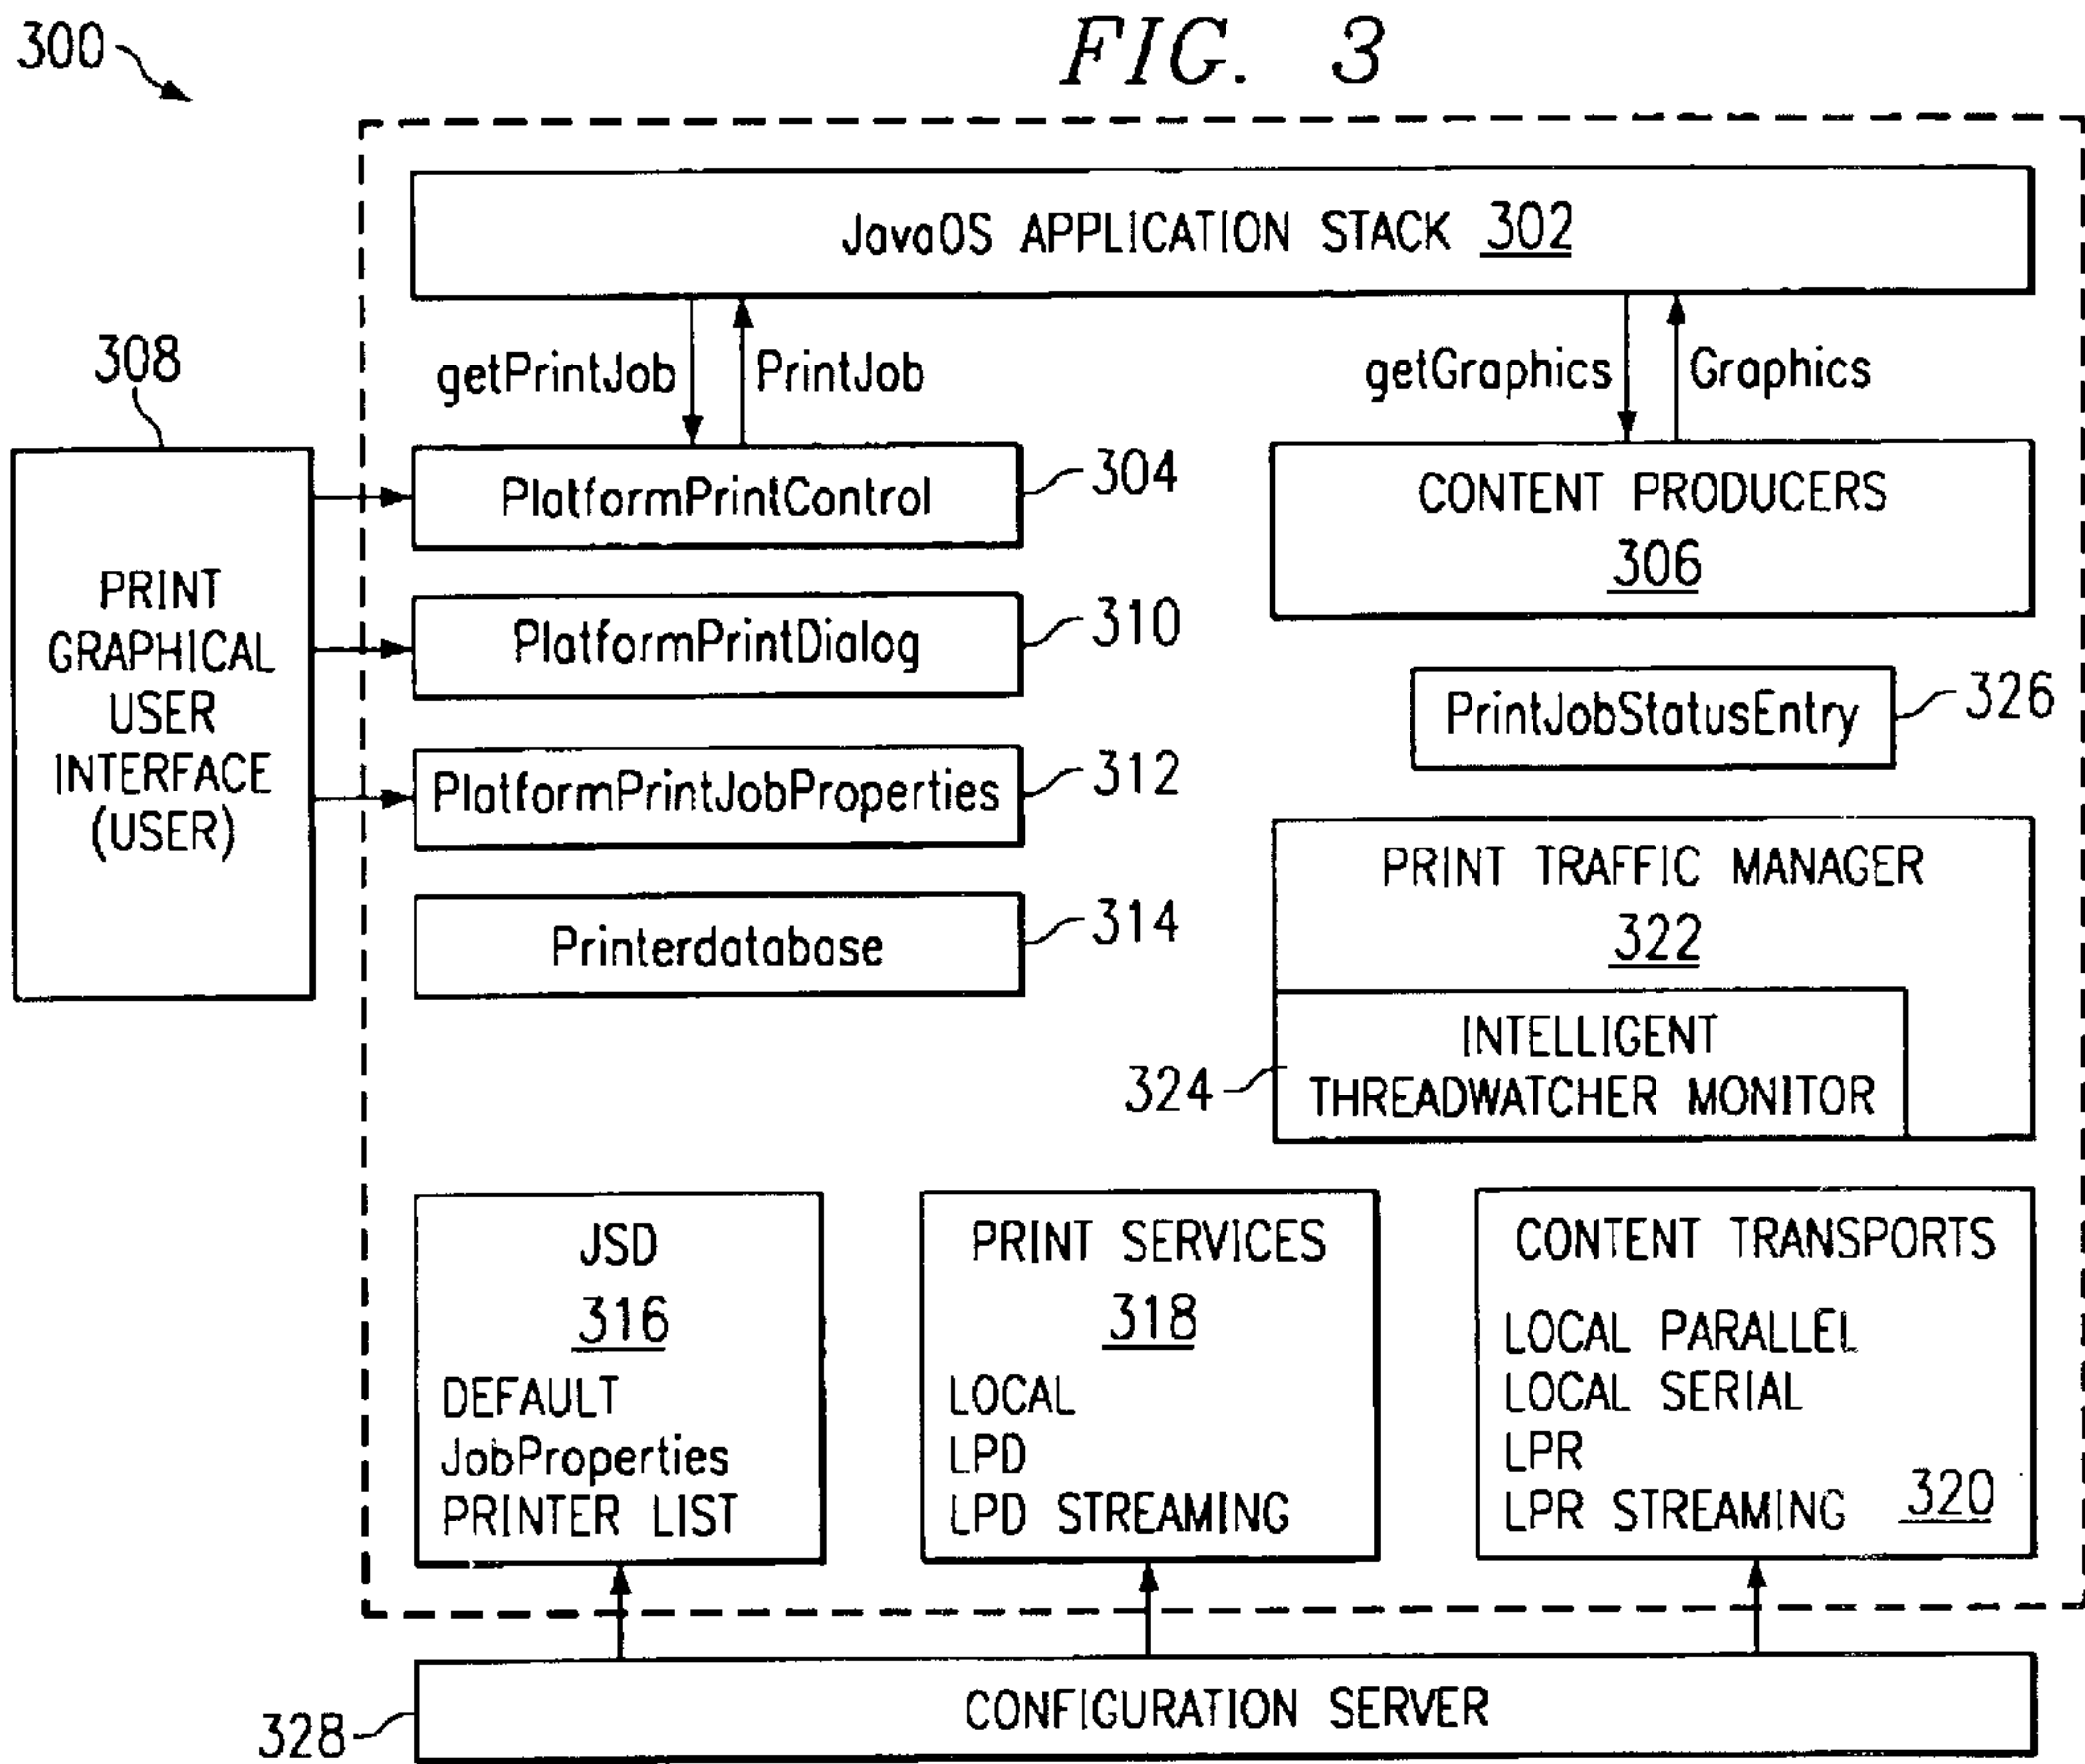 300
FIG. 3
JavaOS APPLICATION STACK 302
308
getPrintJob
PrintJob
getGraphics
Graphics
PRINT
GRAPHICAL
USER
INTERFACE
(USER)
PlatformPrintControl
304
CONTENT PRODUCERS
306
PlatformPrintDialog
310
PrintJobStatusEntry
326
PlatformPrintJobProperties
312
PRINT TRAFFIC MANAGER
322
Printerdatabase
314
INTELLIGENT
THREADWATCHER MONITOR
324
JSD
316
DEFAULT
JobProperties
PRINTER LIST
PRINT SERVICES
318
LOCAL
LPD
LPD STREAMING
CONTENT TRANSPORTS
LOCAL PARALLEL
LOCAL SERIAL
LPR
LPR STREAMING 320
CONFIGURATION SERVER
328